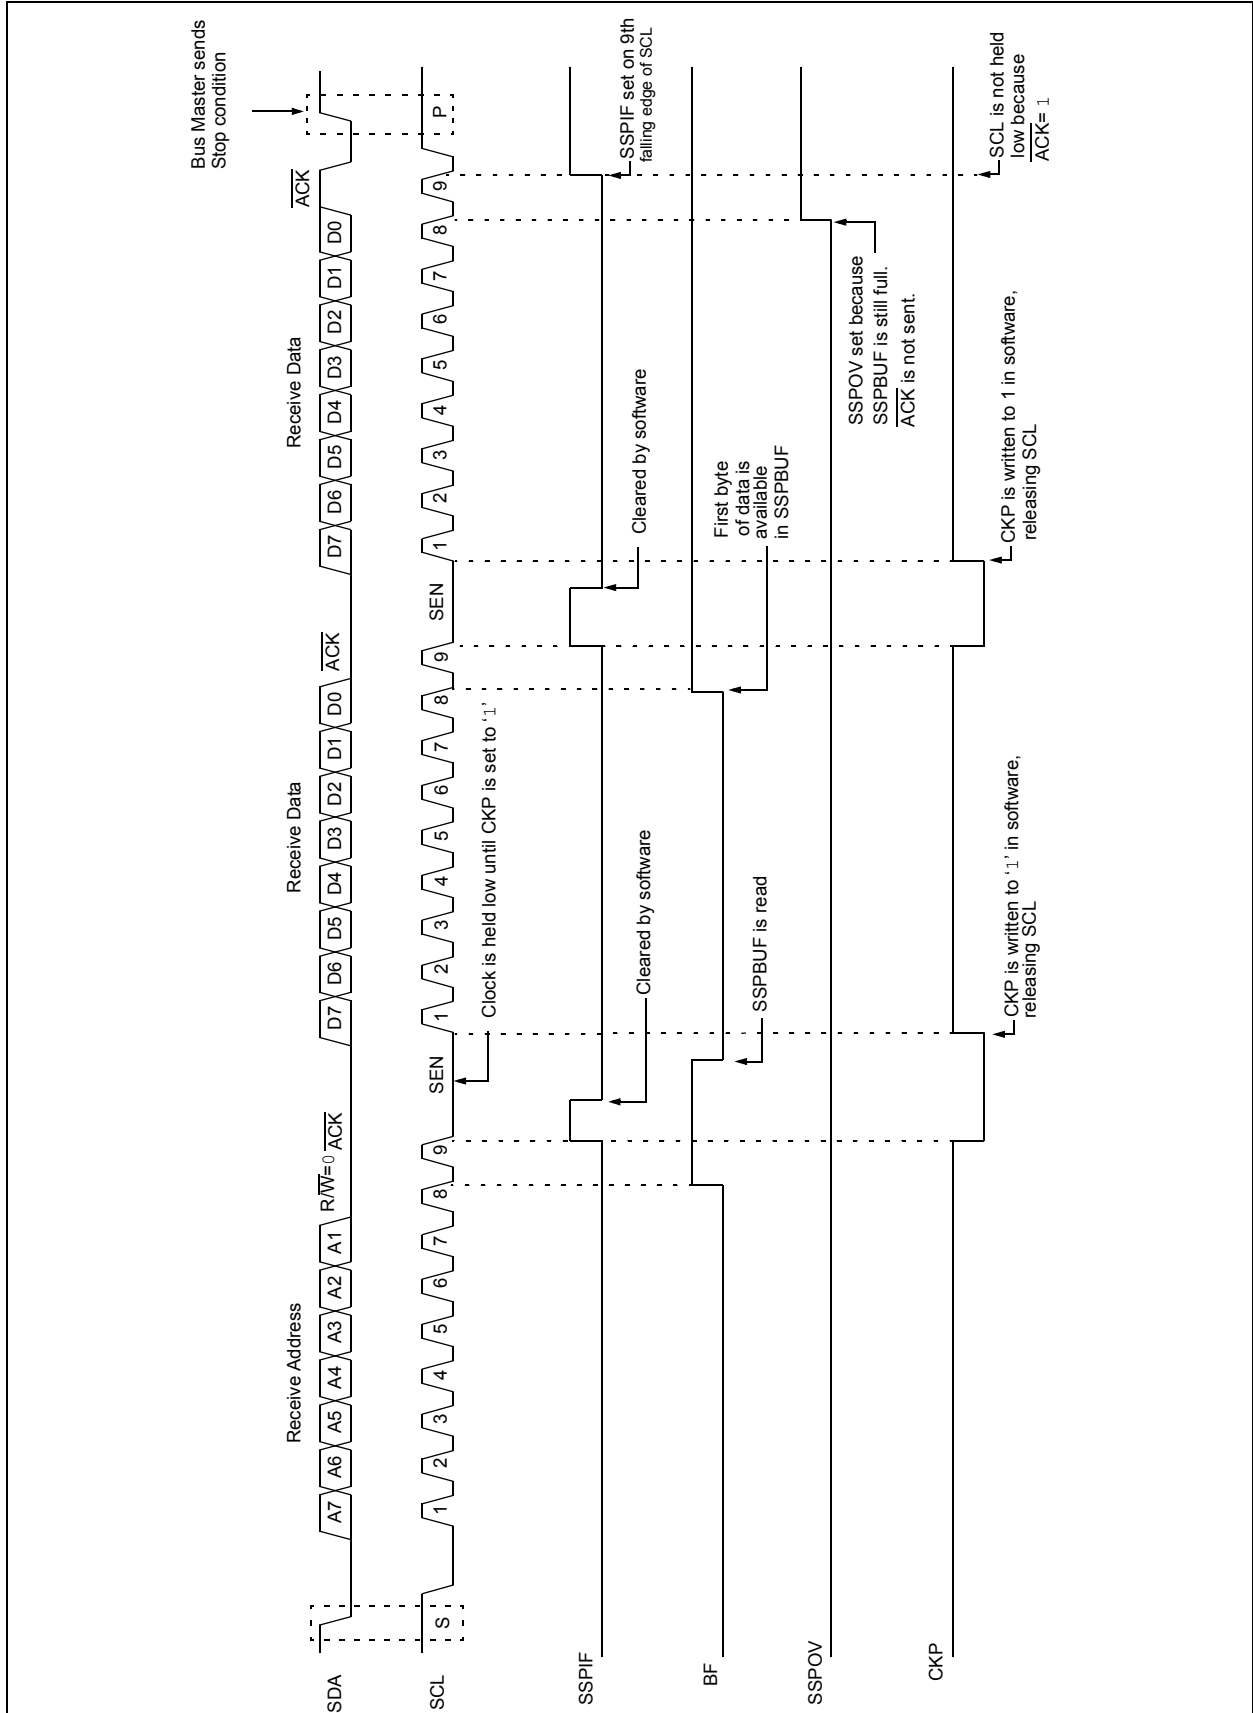 Bus Master sends
Stop condition
Receive Address
Receive Data
Receive Data
SDA
A7 A6 A5 A4 A3 A2 A1 R/W̅=0 A̅C̅K̅ D7 D6 D5 D4 D3 D2 D1 D0 A̅C̅K̅ D7 D6 D5 D4 D3 D2 D1 D0 A̅C̅K̅
SCL
S 1 2 3 4 5 6 7 8 9 SEN 1 2 3 4 5 6 7 8 9 SEN 1 2 3 4 5 6 7 8 9 P
Clock is held low until CKP is set to ‘1’
SSPIF
Cleared by software
Cleared by software
SSPIF set on 9th
falling edge of SCL
BF
SSPBUF is read
First byte
of data is
available
in SSPBUF
SSPOV
SSPOV set because
SSPBUF is still full.
A̅C̅K̅ is not sent.
CKP
CKP is written to ‘1’ in software,
releasing SCL
CKP is written to 1 in software,
releasing SCL
SCL is not held
low because
A̅C̅K̅= 1